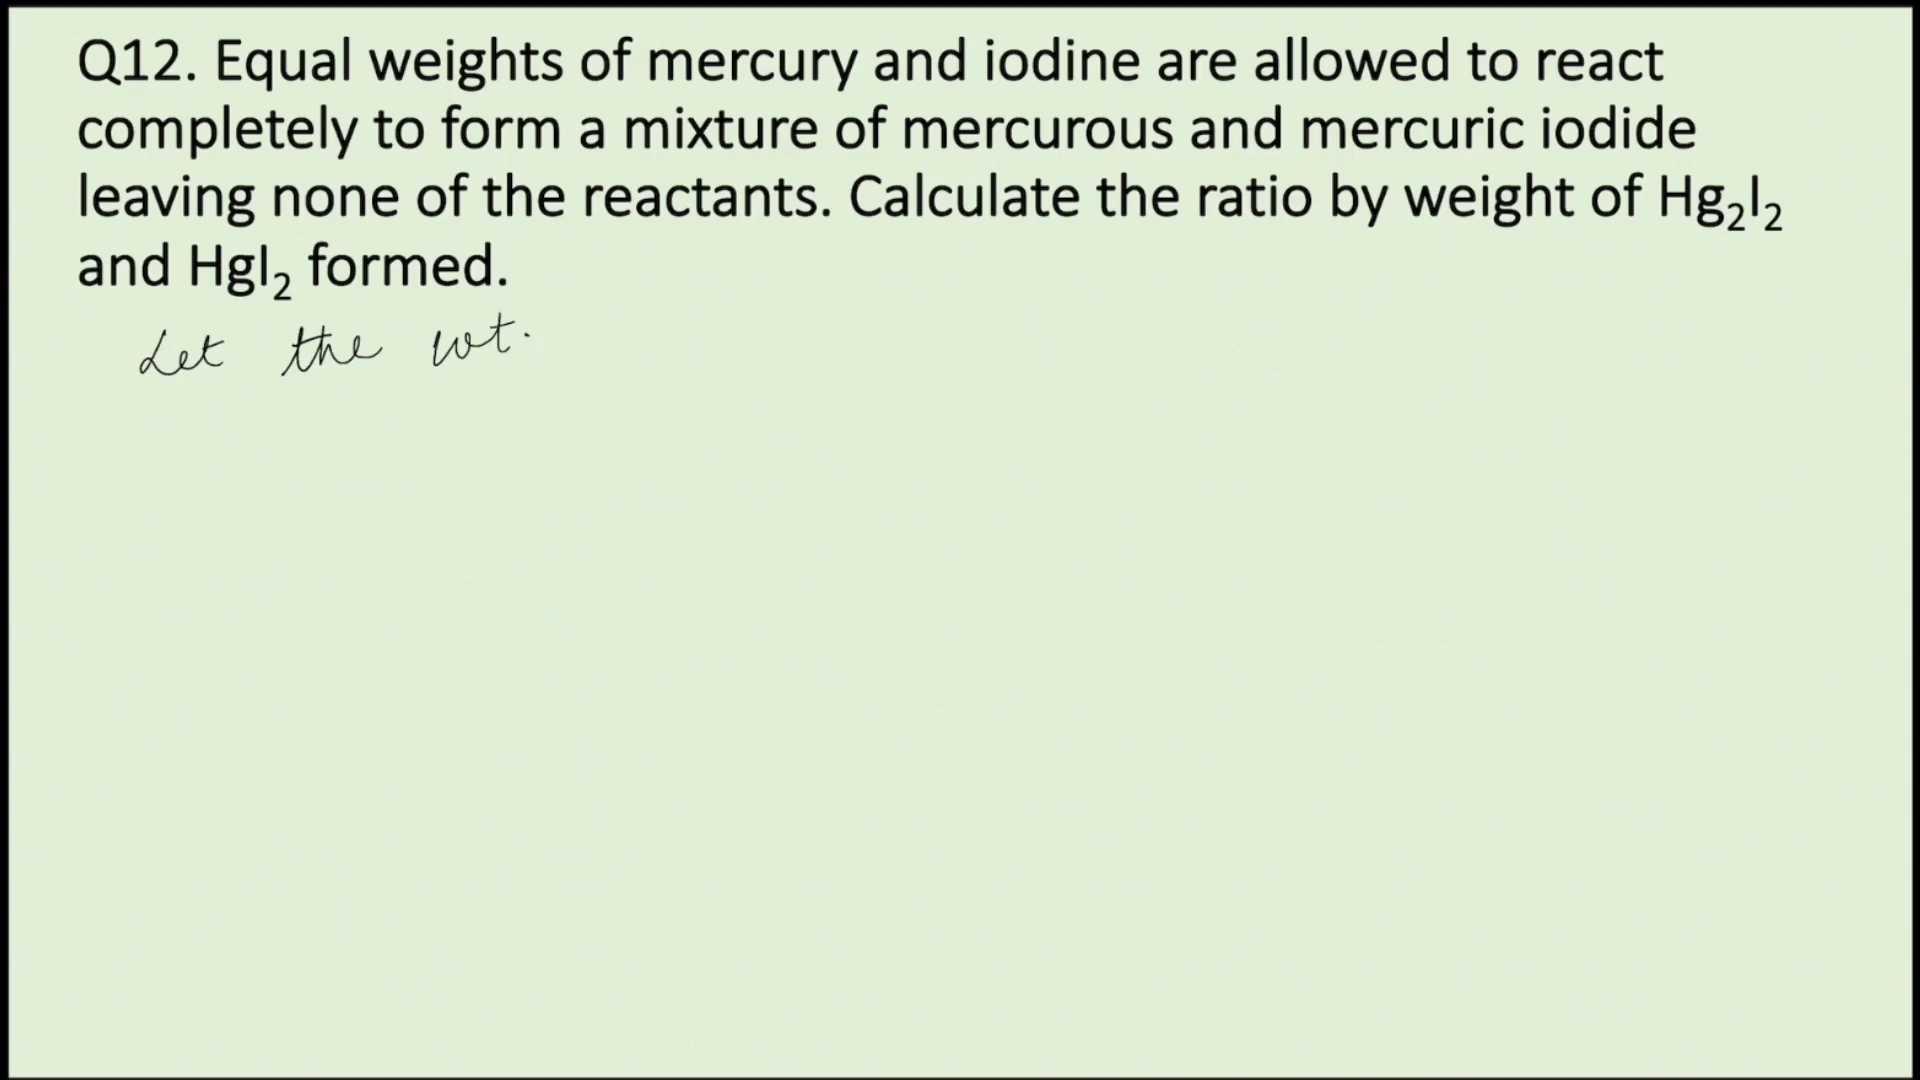 Q12. Equal weights of mercury and iodine are allowed to react
completely to form a mixture of mercurous and mercuric iodide
leaving none of the reactants. Calculate the ratio by weight of Hg₂I₂
and HgI₂ formed.
Let the wt.